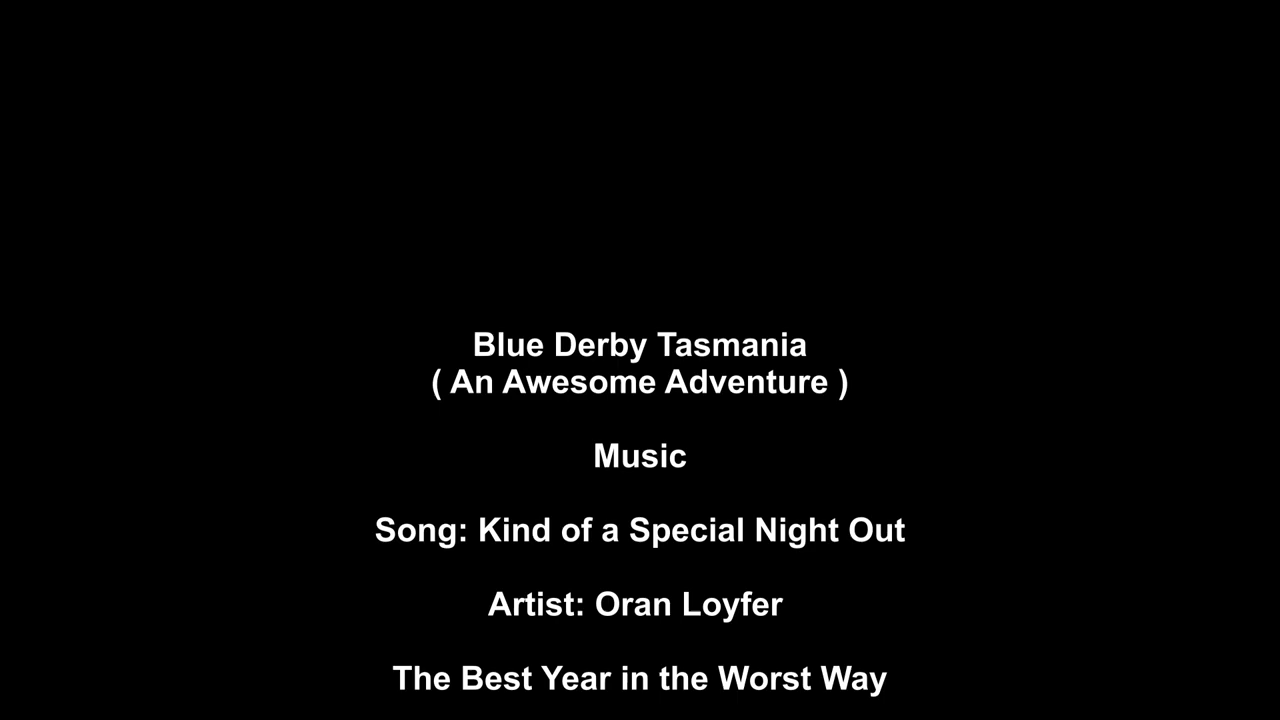 Blue Derby Tasmania
( An Awesome Adventure )
Music
Song: Kind of a Special Night Out
Artist: Oran Loyfer
The Best Year in the Worst Way